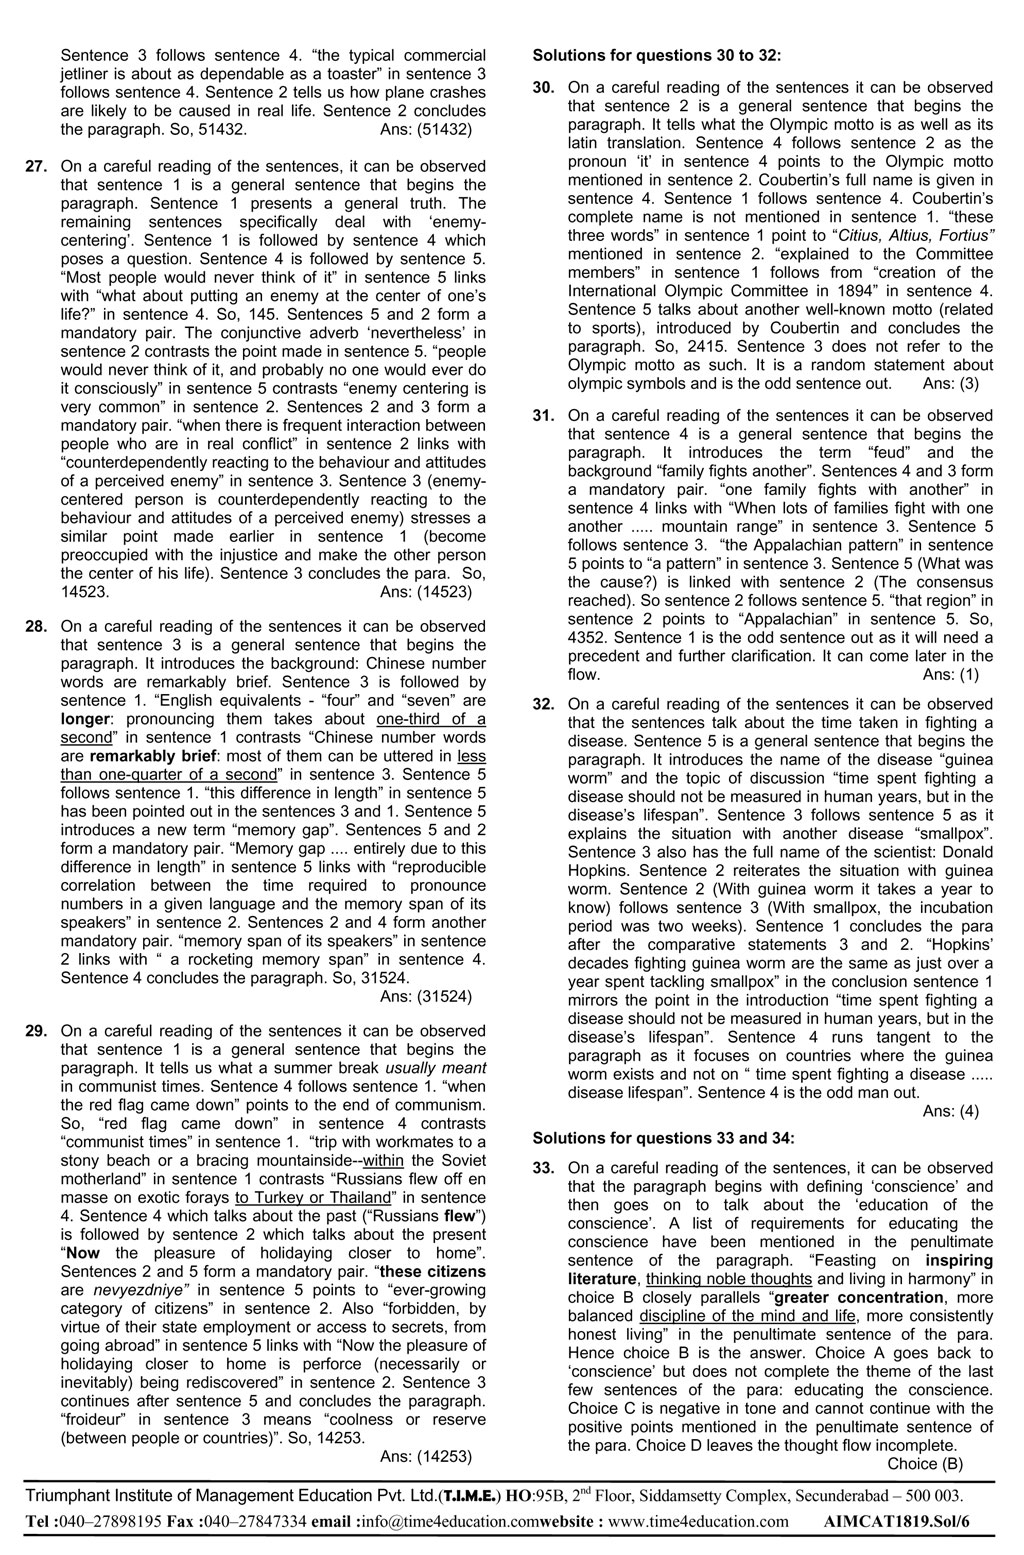 Sentence 3 follows sentence 4. “the typical commercial
jetliner is about as dependable as a toaster” in sentence 3
follows sentence 4. Sentence 2 tells us how plane crashes
are likely to be caused in real life. Sentence 2 concludes
the paragraph. So, 51432. Ans: (51432)
27. On a careful reading of the sentences, it can be observed
that sentence 1 is a general sentence that begins the
paragraph. Sentence 1 presents a general truth. The
remaining sentences specifically deal with ‘enemy-
centering’. Sentence 1 is followed by sentence 4 which
poses a question. Sentence 4 is followed by sentence 5.
“Most people would never think of it” in sentence 5 links
with “what about putting an enemy at the center of one’s
life?” in sentence 4. So, 145. Sentences 5 and 2 form a
mandatory pair. The conjunctive adverb ‘nevertheless’ in
sentence 2 contrasts the point made in sentence 5. “people
would never think of it, and probably no one would ever do
it consciously” in sentence 5 contrasts “enemy centering is
very common” in sentence 2. Sentences 2 and 3 form a
mandatory pair. “when there is frequent interaction between
people who are in real conflict” in sentence 2 links with
“counterdependently reacting to the behaviour and attitudes
of a perceived enemy” in sentence 3. Sentence 3 (enemy-
centered person is counterdependently reacting to the
behaviour and attitudes of a perceived enemy) stresses a
similar point made earlier in sentence 1 (become
preoccupied with the injustice and make the other person
the center of his life). Sentence 3 concludes the para. So,
14523. Ans: (14523)
28. On a careful reading of the sentences it can be observed
that sentence 3 is a general sentence that begins the
paragraph. It introduces the background: Chinese number
words are remarkably brief. Sentence 3 is followed by
sentence 1. “English equivalents - “four” and “seven” are
longer: pronouncing them takes about one-third of a
second” in sentence 1 contrasts “Chinese number words
are remarkably brief: most of them can be uttered in less
than one-quarter of a second” in sentence 3. Sentence 5
follows sentence 1. “this difference in length” in sentence 5
has been pointed out in the sentences 3 and 1. Sentence 5
introduces a new term “memory gap”. Sentences 5 and 2
form a mandatory pair. “Memory gap .... entirely due to this
difference in length” in sentence 5 links with “reproducible
correlation between the time required to pronounce
numbers in a given language and the memory span of its
speakers” in sentence 2. Sentences 2 and 4 form another
mandatory pair. “memory span of its speakers” in sentence
2 links with “ a rocketing memory span” in sentence 4.
Sentence 4 concludes the paragraph. So, 31524.
Ans: (31524)
29. On a careful reading of the sentences it can be observed
that sentence 1 is a general sentence that begins the
paragraph. It tells us what a summer break usually meant
in communist times. Sentence 4 follows sentence 1. “when
the red flag came down” points to the end of communism.
So, “red flag came down” in sentence 4 contrasts
“communist times” in sentence 1. “trip with workmates to a
stony beach or a bracing mountainside--within the Soviet
motherland” in sentence 1 contrasts “Russians flew off en
masse on exotic forays to Turkey or Thailand” in sentence
4. Sentence 4 which talks about the past (“Russians flew”)
is followed by sentence 2 which talks about the present
“Now the pleasure of holidaying closer to home”.
Sentences 2 and 5 form a mandatory pair. “these citizens
are nevyezdniye” in sentence 5 points to “ever-growing
category of citizens” in sentence 2. Also “forbidden, by
virtue of their state employment or access to secrets, from
going abroad” in sentence 5 links with “Now the pleasure of
holidaying closer to home is perforce (necessarily or
inevitably) being rediscovered” in sentence 2. Sentence 3
continues after sentence 5 and concludes the paragraph.
“froideur” in sentence 3 means “coolness or reserve
(between people or countries)”. So, 14253.
Ans: (14253)
Solutions for questions 30 to 32:
30. On a careful reading of the sentences it can be observed
that sentence 2 is a general sentence that begins the
paragraph. It tells what the Olympic motto is as well as its
latin translation. Sentence 4 follows sentence 2 as the
pronoun ‘it’ in sentence 4 points to the Olympic motto
mentioned in sentence 2. Coubertin’s full name is given in
sentence 4. Sentence 1 follows sentence 4. Coubertin’s
complete name is not mentioned in sentence 1. “these
three words” in sentence 1 point to “Citius, Altius, Fortius”
mentioned in sentence 2. “explained to the Committee
members” in sentence 1 follows from “creation of the
International Olympic Committee in 1894” in sentence 4.
Sentence 5 talks about another well-known motto (related
to sports), introduced by Coubertin and concludes the
paragraph. So, 2415. Sentence 3 does not refer to the
Olympic motto as such. It is a random statement about
olympic symbols and is the odd sentence out. Ans: (3)
31. On a careful reading of the sentences it can be observed
that sentence 4 is a general sentence that begins the
paragraph. It introduces the term “feud” and the
background “family fights another”. Sentences 4 and 3 form
a mandatory pair. “one family fights with another” in
sentence 4 links with “When lots of families fight with one
another ..... mountain range” in sentence 3. Sentence 5
follows sentence 3. “the Appalachian pattern” in sentence
5 points to “a pattern” in sentence 3. Sentence 5 (What was
the cause?) is linked with sentence 2 (The consensus
reached). So sentence 2 follows sentence 5. “that region” in
sentence 2 points to “Appalachian” in sentence 5. So,
4352. Sentence 1 is the odd sentence out as it will need a
precedent and further clarification. It can come later in the
flow. Ans: (1)
32. On a careful reading of the sentences it can be observed
that the sentences talk about the time taken in fighting a
disease. Sentence 5 is a general sentence that begins the
paragraph. It introduces the name of the disease “guinea
worm” and the topic of discussion “time spent fighting a
disease should not be measured in human years, but in the
disease’s lifespan”. Sentence 3 follows sentence 5 as it
explains the situation with another disease “smallpox”.
Sentence 3 also has the full name of the scientist: Donald
Hopkins. Sentence 2 reiterates the situation with guinea
worm. Sentence 2 (With guinea worm it takes a year to
know) follows sentence 3 (With smallpox, the incubation
period was two weeks). Sentence 1 concludes the para
after the comparative statements 3 and 2. “Hopkins’
decades fighting guinea worm are the same as just over a
year spent tackling smallpox” in the conclusion sentence 1
mirrors the point in the introduction “time spent fighting a
disease should not be measured in human years, but in the
disease’s lifespan”. Sentence 4 runs tangent to the
paragraph as it focuses on countries where the guinea
worm exists and not on “ time spent fighting a disease .....
disease lifespan”. Sentence 4 is the odd man out.
Ans: (4)
Solutions for questions 33 and 34:
33. On a careful reading of the sentences, it can be observed
that the paragraph begins with defining ‘conscience’ and
then goes on to talk about the ‘education of the
conscience’. A list of requirements for educating the
conscience have been mentioned in the penultimate
sentence of the paragraph. “Feasting on inspiring
literature, thinking noble thoughts and living in harmony” in
choice B closely parallels “greater concentration, more
balanced discipline of the mind and life, more consistently
honest living” in the penultimate sentence of the para.
Hence choice B is the answer. Choice A goes back to
‘conscience’ but does not complete the theme of the last
few sentences of the para: educating the conscience.
Choice C is negative in tone and cannot continue with the
positive points mentioned in the penultimate sentence of
the para. Choice D leaves the thought flow incomplete.
Choice (B)
Triumphant Institute of Management Education Pvt. Ltd.(T.I.M.E.) HO:95B, 2nd Floor, Siddamsetty Complex, Secunderabad – 500 003.
Tel :040–27898195 Fax :040–27847334 email :info@time4education.comwebsite : www.time4education.com AIMCAT1819.Sol/6